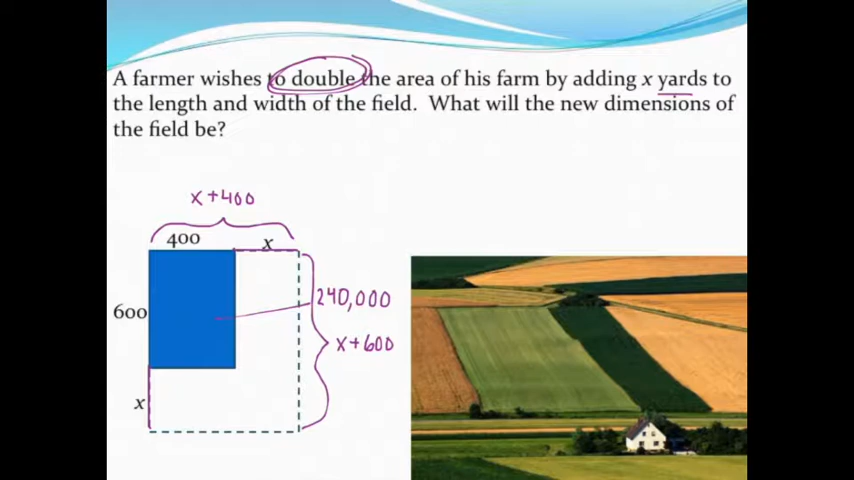 A farmer wishes to double the area of his farm by adding x yards to
the length and width of the field. What will the new dimensions of
the field be?
x+400
400
x
600
240,000
x+600
x